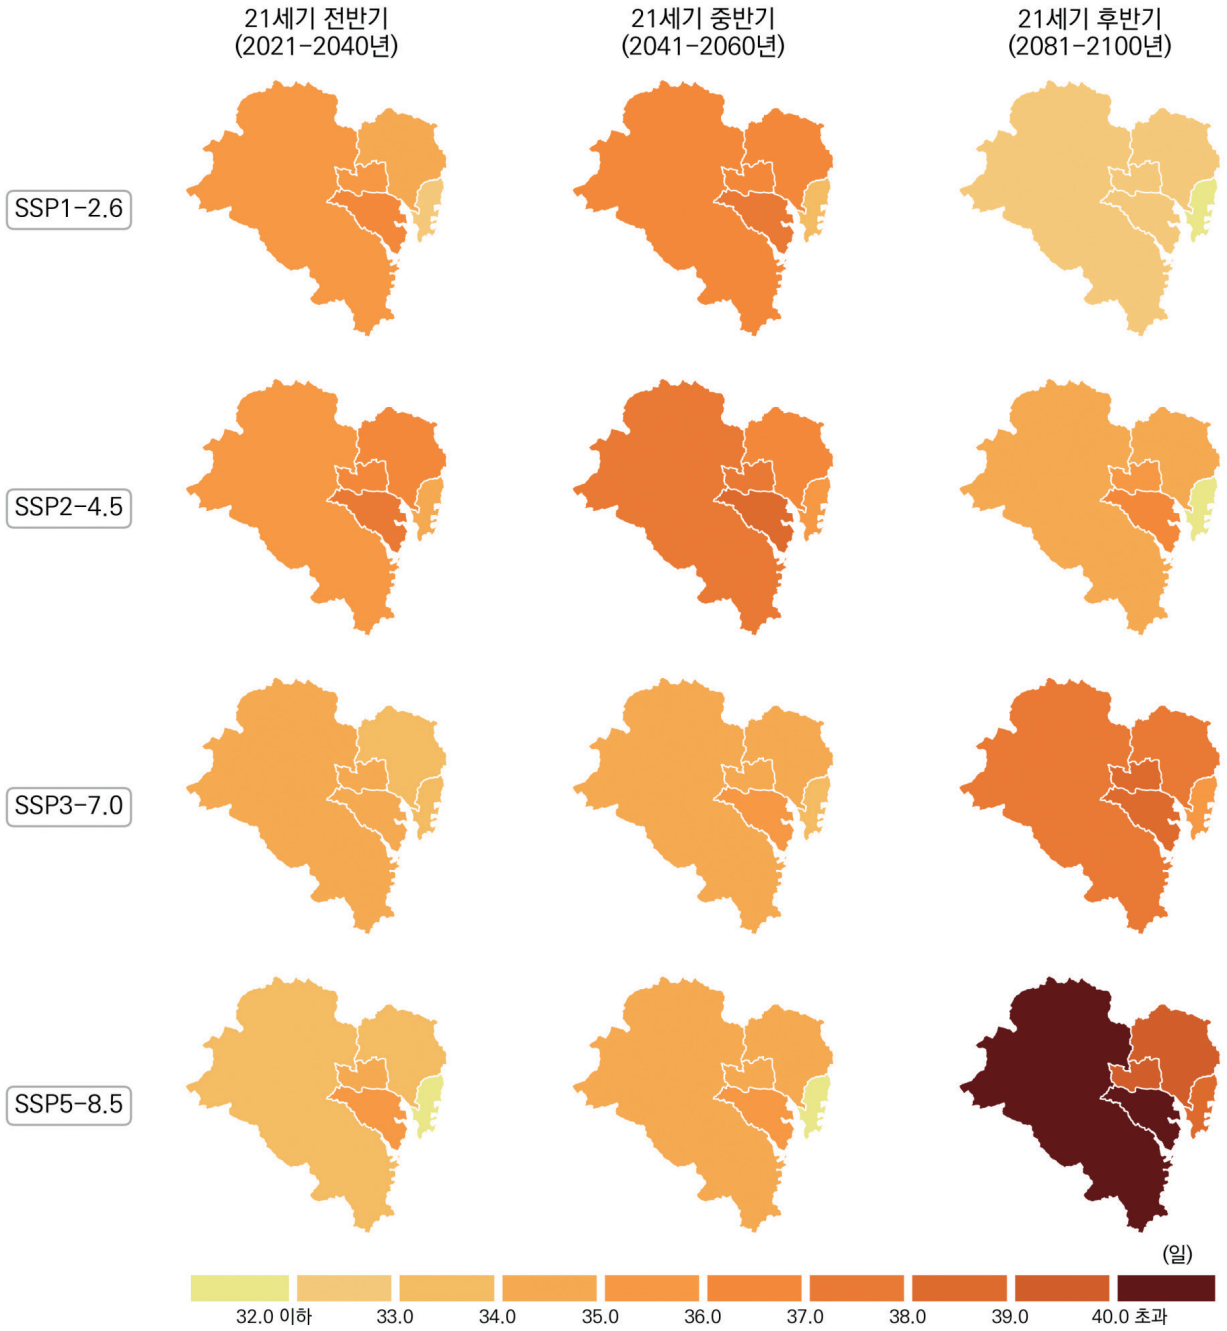 21세기 전반기
(2021-2040년)
21세기 중반기
(2041-2060년)
21세기 후반기
(2081-2100년)
SSP1-2.6
SSP2-4.5
SSP3-7.0
SSP5-8.5
(일)
32.0 이하 33.0 34.0 35.0 36.0 37.0 38.0 39.0 40.0 초과